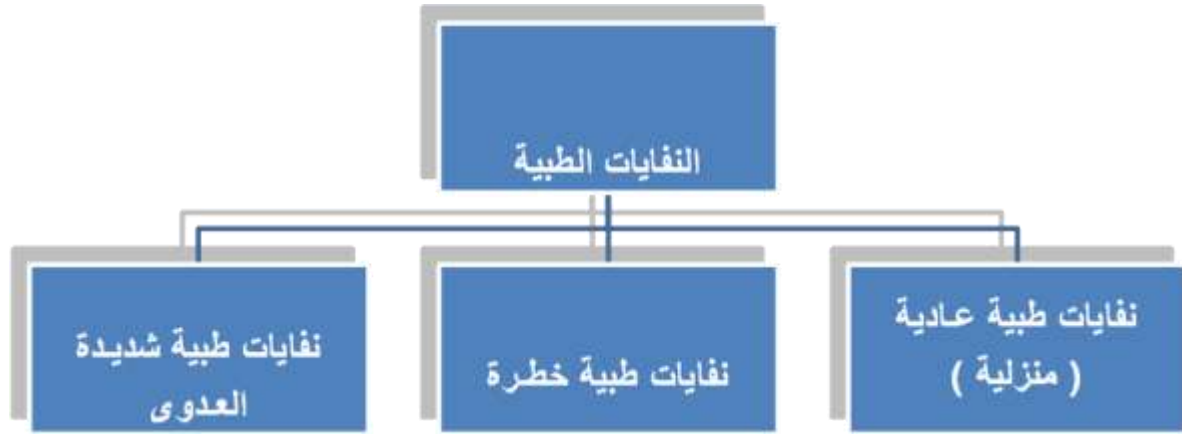 النفايات الطبية
نفايات طبية عادية
( منزلية )
نفايات طبية خطرة
نفايات طبية شديدة
العدوى